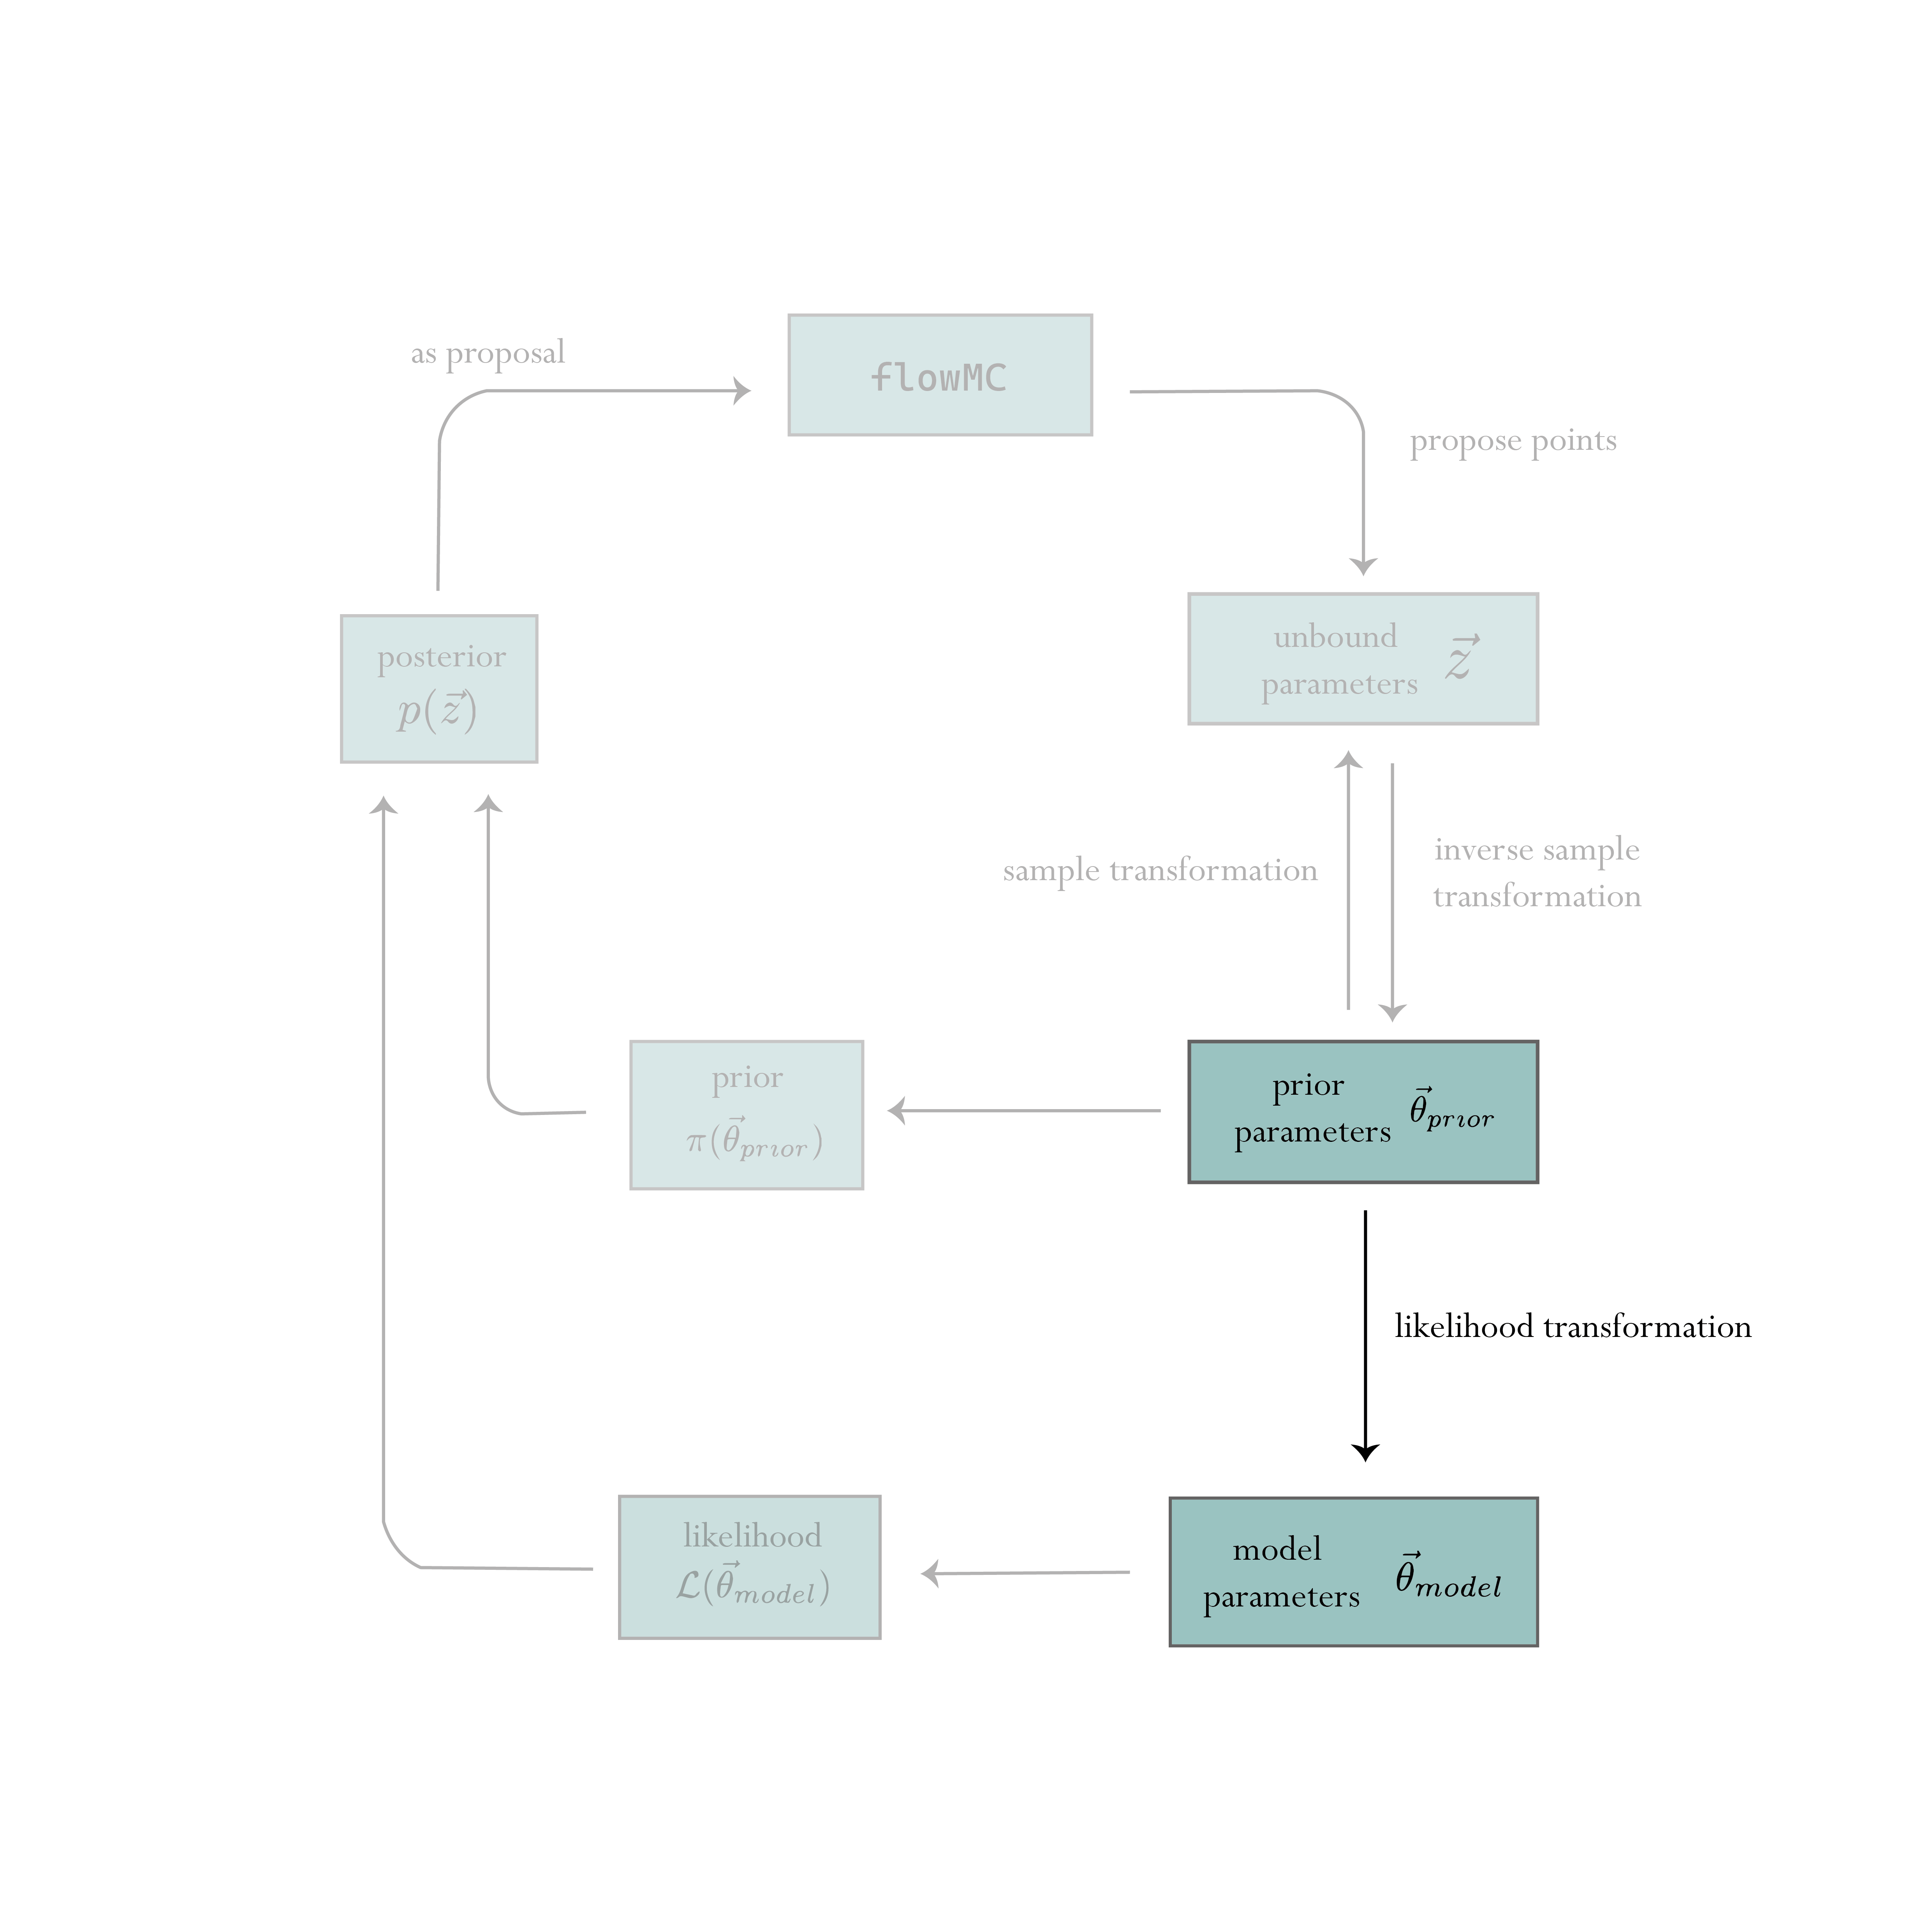 as proposal
flowMC
propose points
unbound
parameters
$\vec{z}$
posterior
$p(\vec{z})$
sample transformation
inverse sample
transformation
prior
$\pi(\vec{\theta}_{prior})$
prior
parameters
$\vec{\theta}_{prior}$
likelihood transformation
likelihood
$\mathcal{L}(\vec{\theta}_{model})$
model
parameters
$\vec{\theta}_{model}$